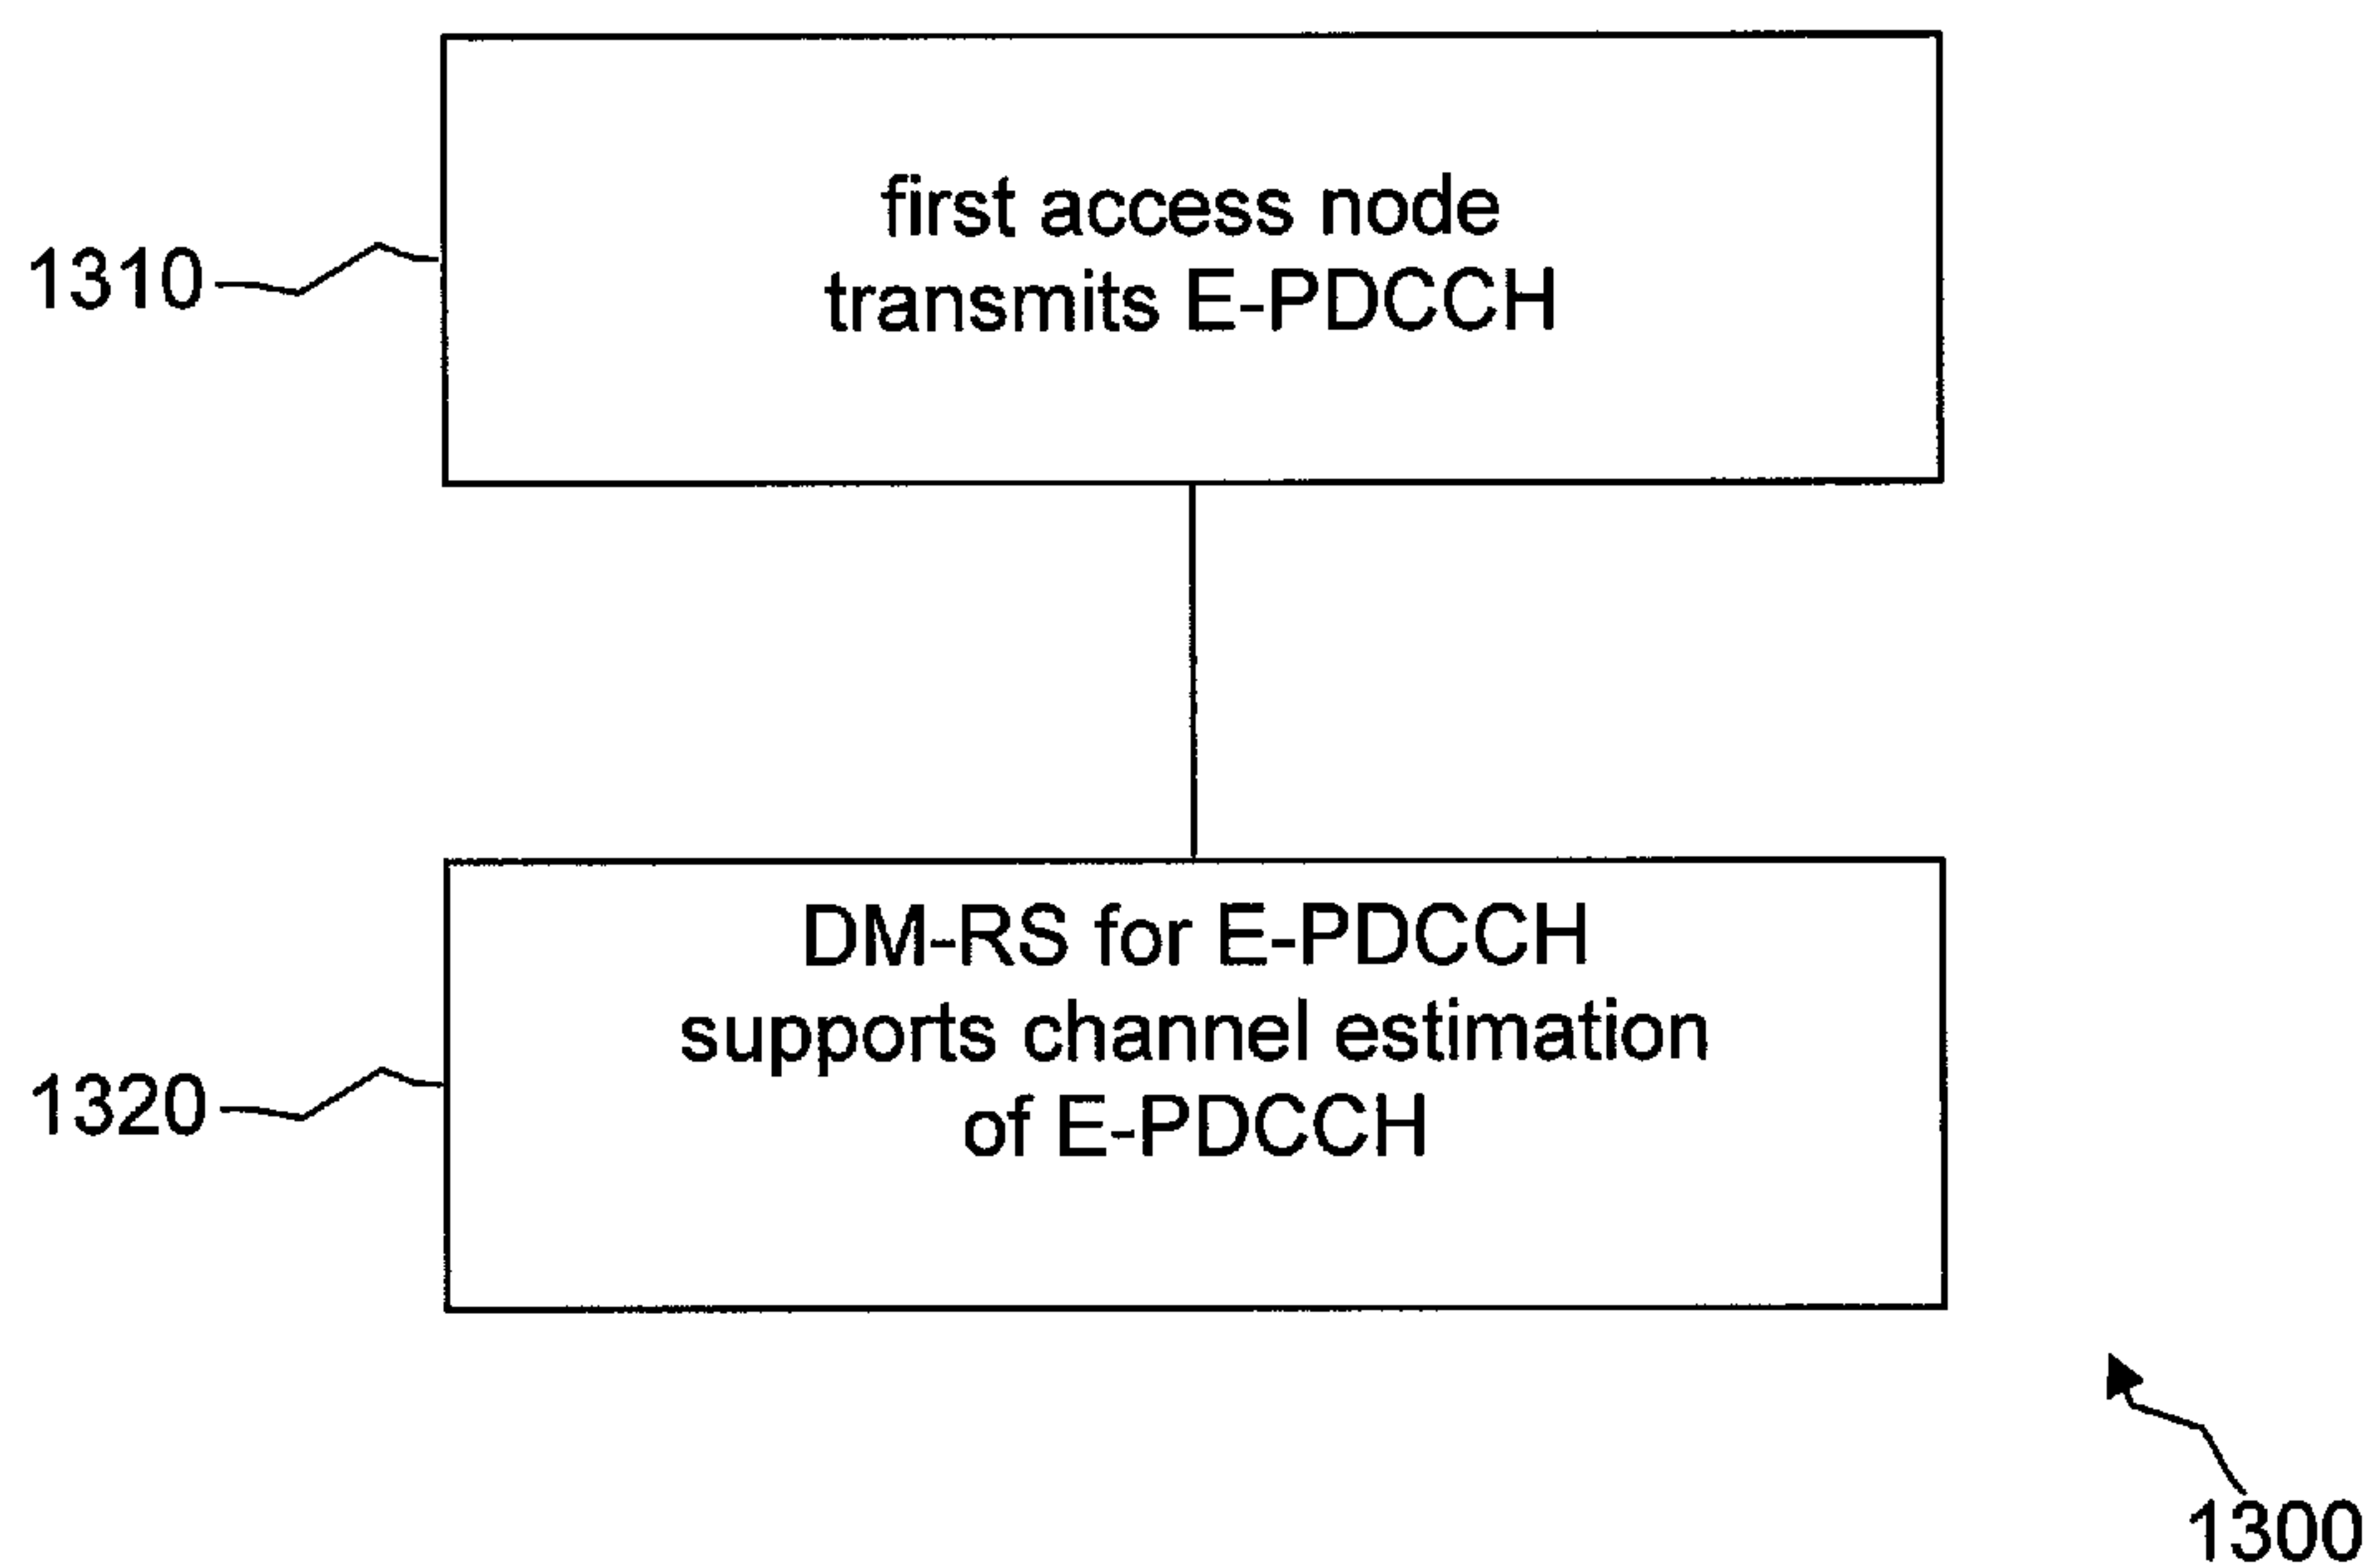 first access node
transmits E-PDCCH
1310
DM-RS for E-PDCCH
supports channel estimation
of E-PDCCH
1320
1300